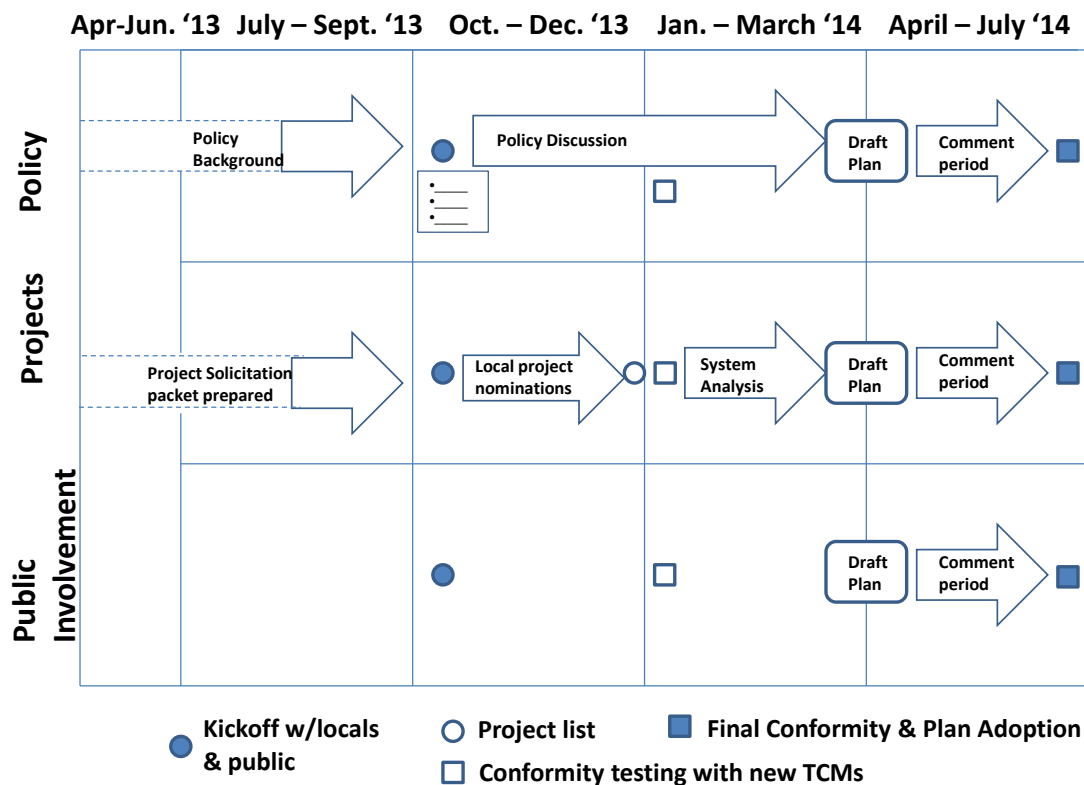 Apr-Jun. ‘13 July – Sept. ‘13 Oct. – Dec. ‘13 Jan. – March ‘14 April – July ‘14
Policy
Policy
Background
Policy Discussion
Draft
Plan
Comment
period
Projects
Project Solicitation
packet prepared
Local project
nominations
System
Analysis
Draft
Plan
Comment
period
Public
Involvement
Draft
Plan
Comment
period
Kickoff w/locals
& public
Project list
Conformity testing with new TCMs
Final Conformity & Plan Adoption